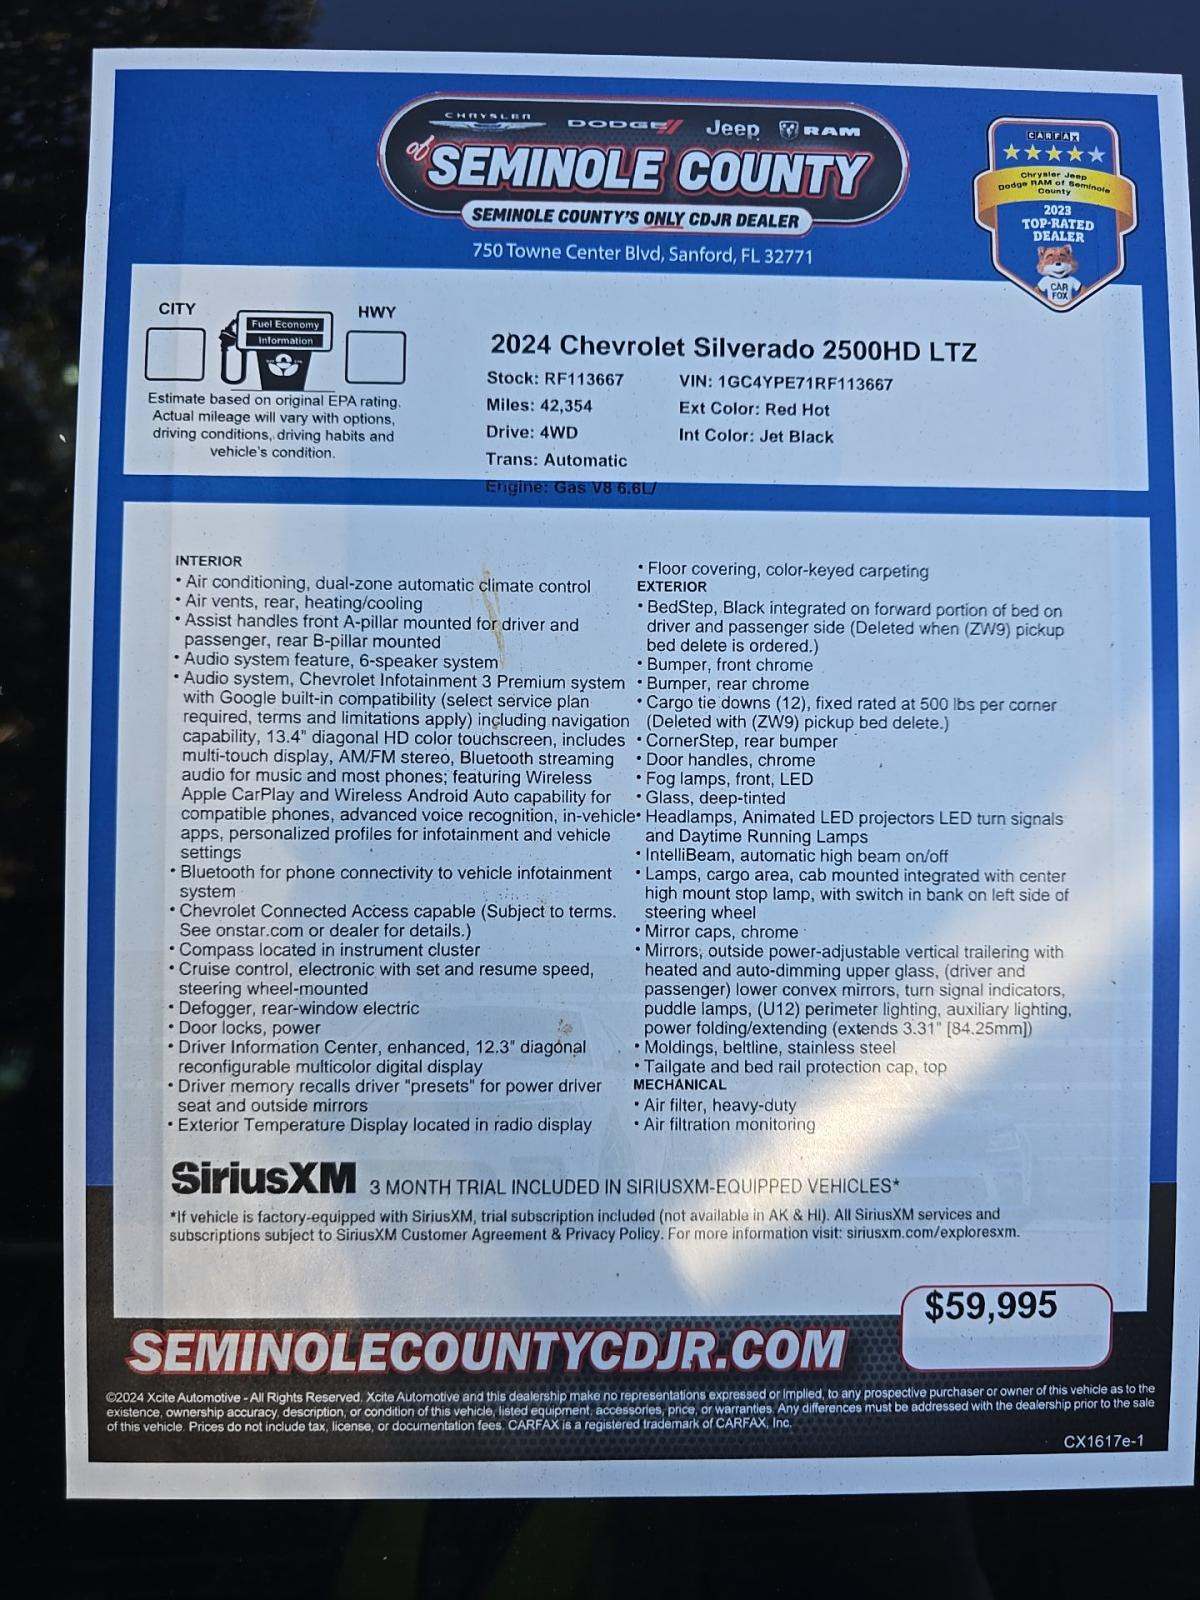 CHRYSLER DODGE Jeep RAM
of SEMINOLE COUNTY
SEMINOLE COUNTY'S ONLY CDJR DEALER
750 Towne Center Blvd, Sanford, FL 32771
CARFAX
Chrysler Jeep
Dodge RAM of Seminole
County
2023
TOP-RATED
DEALER
CAR
FOX
CITY
Fuel Economy
Information
HWY
Estimate based on original EPA rating.
Actual mileage will vary with options,
driving conditions, driving habits and
vehicle's condition.
2024 Chevrolet Silverado 2500HD LTZ
Stock: RF113667
VIN: 1GC4YPE71RF113667
Miles: 42,354
Ext Color: Red Hot
Drive: 4WD
Int Color: Jet Black
Trans: Automatic
Engine: Gas V8 6.6L/
INTERIOR
• Air conditioning, dual-zone automatic climate control
• Air vents, rear, heating/cooling
• Assist handles front A-pillar mounted for driver and
passenger, rear B-pillar mounted
• Audio system feature, 6-speaker system
• Audio system, Chevrolet Infotainment 3 Premium system
with Google built-in compatibility (select service plan
required, terms and limitations apply) including navigation
capability, 13.4" diagonal HD color touchscreen, includes
multi-touch display, AM/FM stereo, Bluetooth streaming
audio for music and most phones; featuring Wireless
Apple CarPlay and Wireless Android Auto capability for
compatible phones, advanced voice recognition, in-vehicle
apps, personalized profiles for infotainment and vehicle
settings
• Bluetooth for phone connectivity to vehicle infotainment
system
• Chevrolet Connected Access capable (Subject to terms.
See onstar.com or dealer for details.)
• Compass located in instrument cluster
• Cruise control, electronic with set and resume speed,
steering wheel-mounted
• Defogger, rear-window electric
• Door locks, power
• Driver Information Center, enhanced, 12.3" diagonal
reconfigurable multicolor digital display
• Driver memory recalls driver "presets" for power driver
seat and outside mirrors
• Exterior Temperature Display located in radio display
• Floor covering, color-keyed carpeting
EXTERIOR
• BedStep, Black integrated on forward portion of bed on
driver and passenger side (Deleted when (ZW9) pickup
bed delete is ordered.)
• Bumper, front chrome
• Bumper, rear chrome
• Cargo tie downs (12), fixed rated at 500 lbs per corner
(Deleted with (ZW9) pickup bed delete.)
• CornerStep, rear bumper
• Door handles, chrome
• Fog lamps, front, LED
• Glass, deep-tinted
• Headlamps, Animated LED projectors LED turn signals
and Daytime Running Lamps
• IntelliBeam, automatic high beam on/off
• Lamps, cargo area, cab mounted integrated with center
high mount stop lamp, with switch in bank on left side of
steering wheel
• Mirror caps, chrome
• Mirrors, outside power-adjustable vertical trailering with
heated and auto-dimming upper glass, (driver and
passenger) lower convex mirrors, turn signal indicators,
puddle lamps, (U12) perimeter lighting, auxiliary lighting,
power folding/extending (extends 3.31" [84.25mm])
• Moldings, beltline, stainless steel
• Tailgate and bed rail protection cap, top
MECHANICAL
• Air filter, heavy-duty
• Air filtration monitoring
SiriusXM 3 MONTH TRIAL INCLUDED IN SIRIUSXM-EQUIPPED VEHICLES*
*If vehicle is factory-equipped with SiriusXM, trial subscription included (not available in AK & HI). All SiriusXM services and
subscriptions subject to SiriusXM Customer Agreement & Privacy Policy. For more information visit: siriusxm.com/exploresxm.
$59,995
SEMINOLECOUNTYCDJR.COM
©2024 Xcite Automotive - All Rights Reserved. Xcite Automotive and this dealership make no representations expressed or implied, to any prospective purchaser or owner of this vehicle as to the
existence, ownership accuracy, description, or condition of this vehicle, listed equipment, accessories, price, or warranties. Any differences must be addressed with the dealership prior to the sale
of this vehicle. Prices do not include tax, license, or documentation fees. CARFAX is a registered trademark of CARFAX, Inc.
CX1617e-1